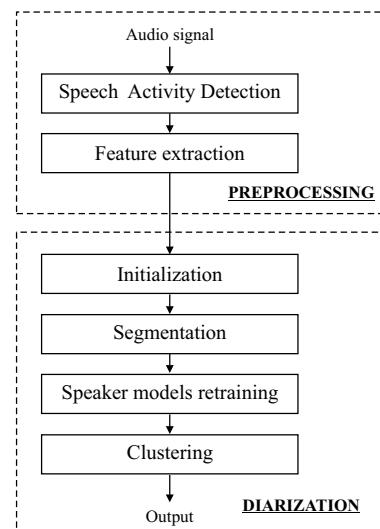 Audio signal
Speech Activity Detection
Feature extraction
PREPROCESSING
Initialization
Segmentation
Speaker models retraining
Clustering
DIARIZATION
Output